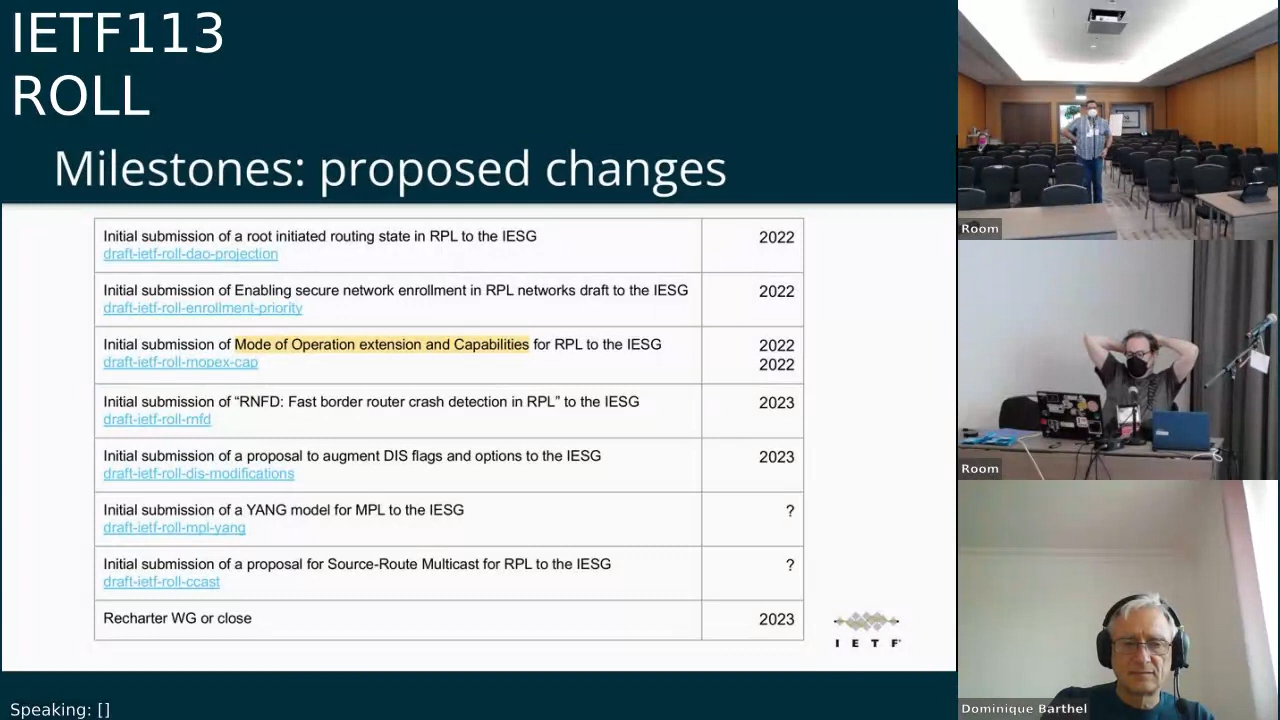 IETF113
ROLL
Milestones: proposed changes
Initial submission of a root initiated routing state in RPL to the IESG
2022
draft-ietf-roll-dao-projection
Initial submission of Enabling secure network enrollment in RPL networks draft to the IESG
2022
draft-ietf-roll-enrollment-priority
Initial submission of Mode of Operation extension and Capabilities for RPL to the IESG
2022
draft-ietf-roll-mopex-cap
2022
Initial submission of “RNFD: Fast border router crash detection in RPL” to the IESG
2023
draft-ietf-roll-rnfd
Initial submission of a proposal to augment DIS flags and options to the IESG
2023
draft-ietf-roll-dis-modifications
Initial submission of a YANG model for MPL to the IESG
?
draft-ietf-roll-mpl-yang
Initial submission of a proposal for Source-Route Multicast for RPL to the IESG
?
draft-ietf-roll-ccast
Recharter WG or close
2023
I E T F
Speaking: []
Room
Room
Dominique Barthel